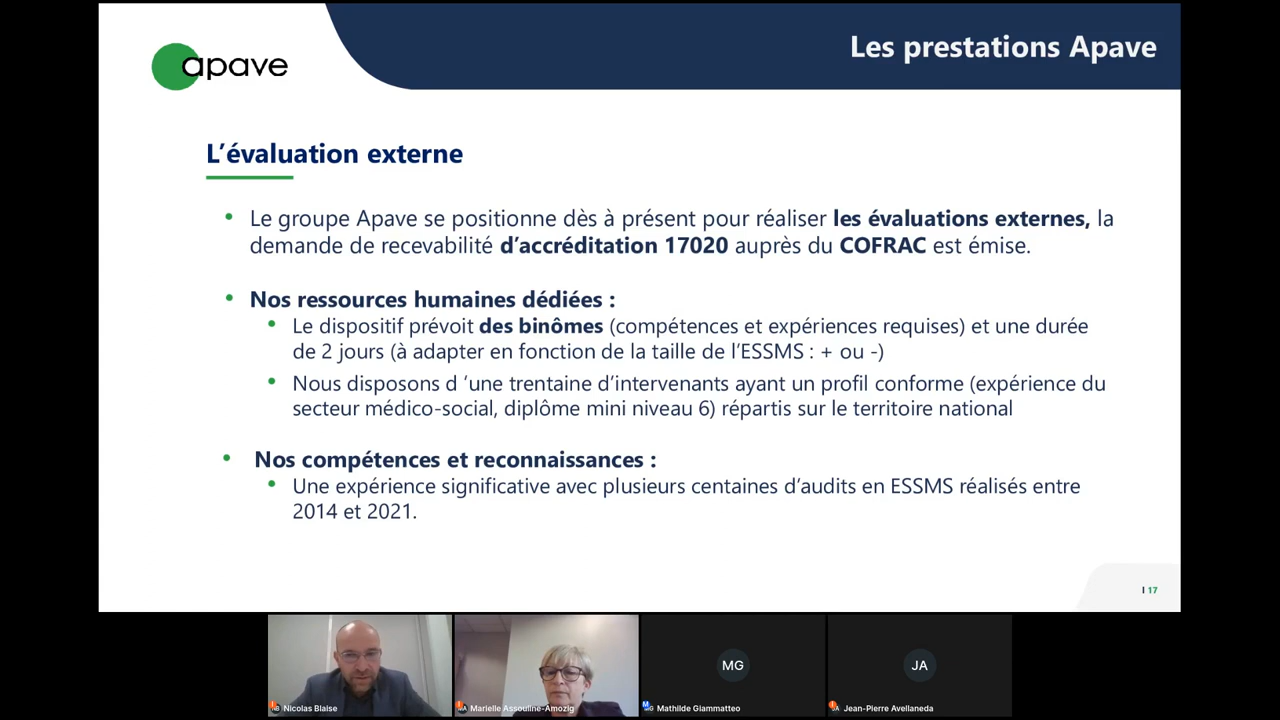 apave
Les prestations Apave
L'évaluation externe
• Le groupe Apave se positionne dès à présent pour réaliser les évaluations externes, la
demande de recevabilité d'accréditation 17020 auprès du COFRAC est émise.
• Nos ressources humaines dédiées :
• Le dispositif prévoit des binômes (compétences et expériences requises) et une durée
de 2 jours (à adapter en fonction de la taille de l'ESSMS : + ou -)
• Nous disposons d 'une trentaine d'intervenants ayant un profil conforme (expérience du
secteur médico-social, diplôme mini niveau 6) répartis sur le territoire national
• Nos compétences et reconnaissances :
• Une expérience significative avec plusieurs centaines d'audits en ESSMS réalisés entre
2014 et 2021.
I 17
MG
JA
Nicolas Blaise
Marielle Assouline-Amozig
Mathilde Giammatteo
Jean-Pierre Avellaneda